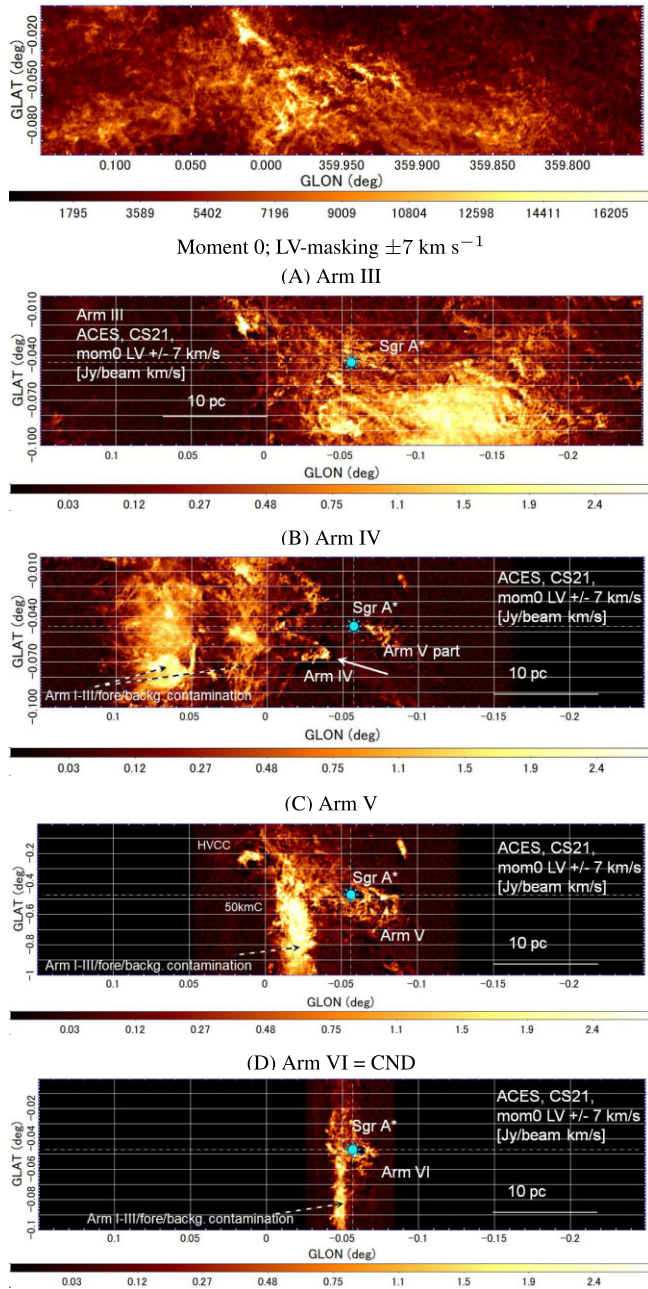 -0.020
-0.050
-0.080
GLAT (deg)
0.100 0.050 0.000 359.950 359.900 359.850 359.800
GLON (deg)
1795 3589 5402 7196 9009 10804 12598 14411 16205
Moment 0; LV-masking ±7 km s−1
(A) Arm III
-0.010
-0.040
-0.070
-0.100
GLAT (deg)
Arm III
ACES, CS21,
mom0 LV +/- 7 km/s
[Jy/beam km/s]
Sgr A*
10 pc
0.1 0.05 0 -0.05 -0.1 -0.15 -0.2
GLON (deg)
0.03 0.12 0.27 0.48 0.75 1.1 1.5 1.9 2.4
(B) Arm IV
-0.010
-0.040
-0.070
-0.100
GLAT (deg)
ACES, CS21,
mom0 LV +/- 7 km/s
[Jy/beam km/s]
Sgr A*
Arm V part
Arm IV
10 pc
Arm I-III/fore/backg. contamination
0.1 0.05 0 -0.05 -0.1 -0.15 -0.2
GLON (deg)
0.03 0.12 0.27 0.48 0.75 1.1 1.5 1.9 2.4
(C) Arm V
-0.2
-0.4
-0.6
-0.8
-1
GLAT (deg)
HVCC
50kmC
ACES, CS21,
mom0 LV +/- 7 km/s
[Jy/beam km/s]
Sgr A*
Arm V
10 pc
Arm I-III/fore/backg. contamination
0.1 0.05 0 -0.05 -0.1 -0.15 -0.2
GLON (deg)
0.03 0.12 0.27 0.48 0.75 1.1 1.5 1.9 2.4
(D) Arm VI = CND
-0.02
-0.04
-0.06
-0.08
-0.1
GLAT (deg)
ACES, CS21,
mom0 LV +/- 7 km/s
[Jy/beam km/s]
Sgr A*
Arm VI
10 pc
Arm I-III/fore/backg. contamination
0.1 0.05 0 -0.05 -0.1 -0.15 -0.2
GLON (deg)
0.03 0.12 0.27 0.48 0.75 1.1 1.5 1.9 2.4